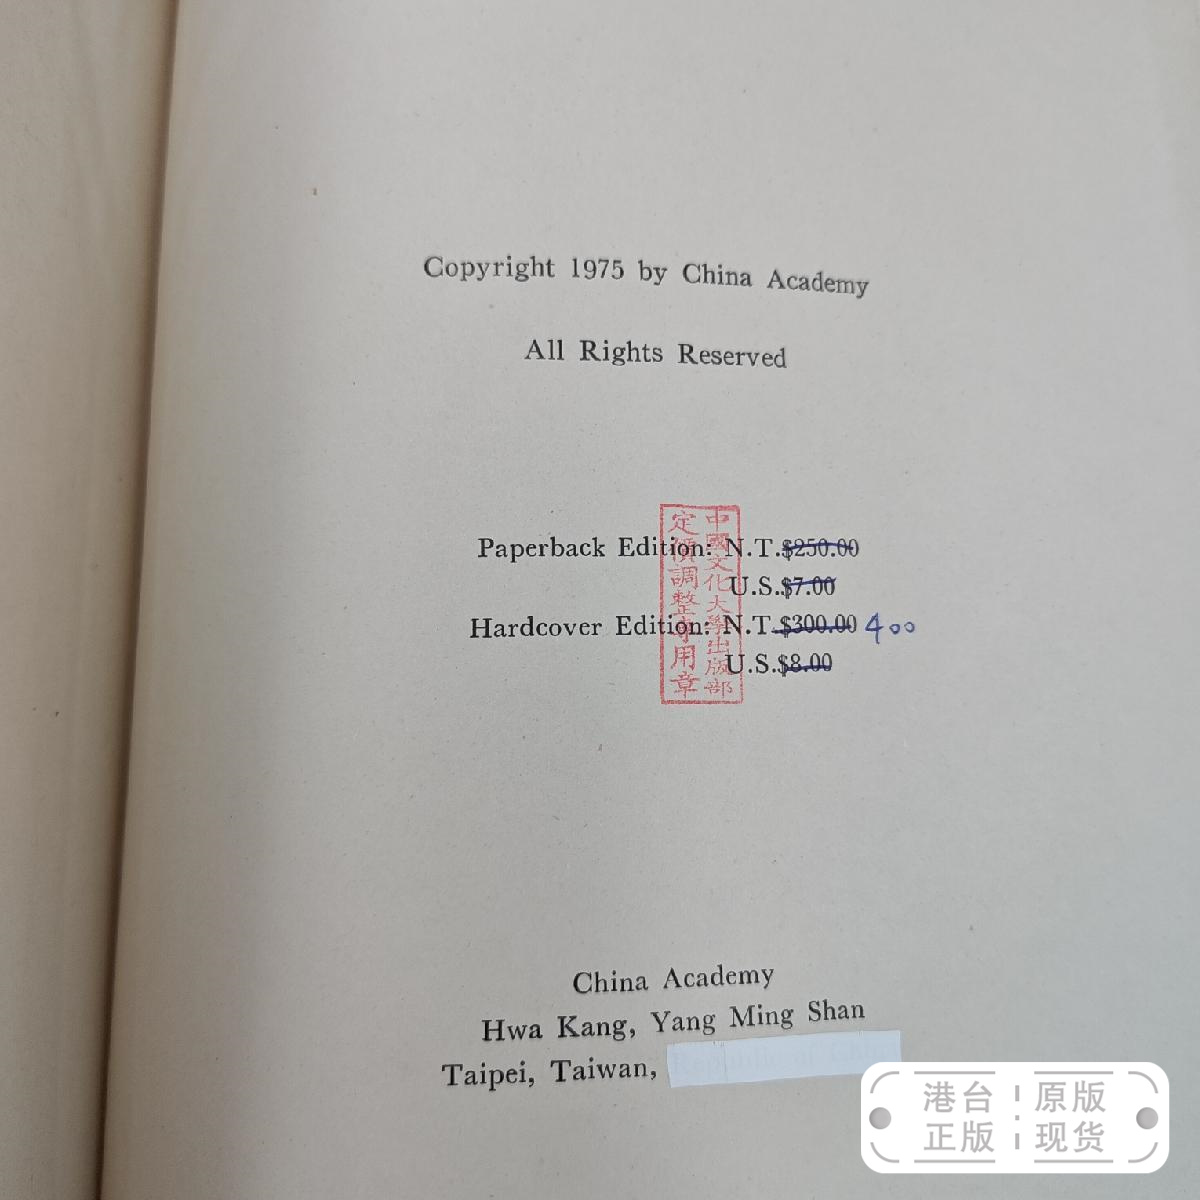 Copyright 1975 by China Academy
All Rights Reserved
Paperback Edition: N.T.$250.00
U.S.$7.00
Hardcover Edition: N.T.$300.00 400
U.S.$8.00
中國文化大學出版部
定價調整專用章
China Academy
Hwa Kang, Yang Ming Shan
Taipei, Taiwan,
港台 原版
正版 现货